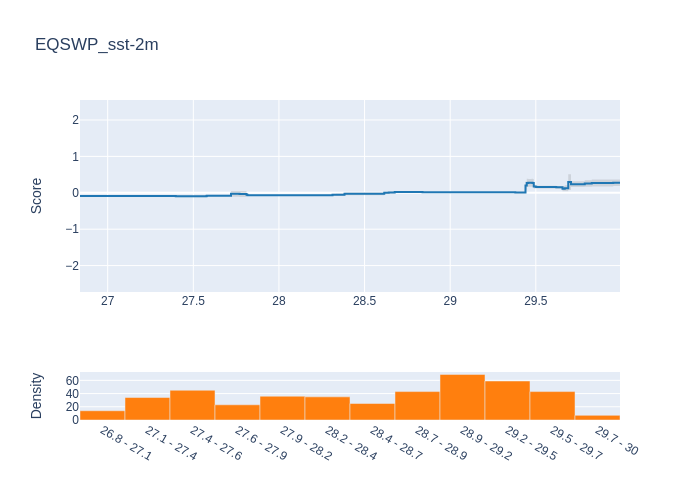 EQSWP_sst-2m
Score
2
1
0
−1
−2
27
27.5
28
28.5
29
29.5
Density
60
40
20
0
26.8 - 27.1
27.1 - 27.4
27.4 - 27.6
27.6 - 27.9
27.9 - 28.2
28.2 - 28.4
28.4 - 28.7
28.7 - 28.9
28.9 - 29.2
29.2 - 29.5
29.5 - 29.7
29.7 - 30